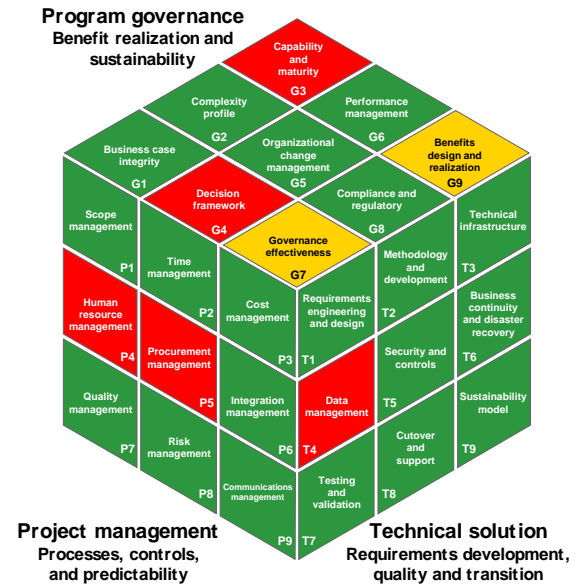 Program governance
Benefit realization and
sustainability
Capability
and
maturity
G3
Complexity
profile
G2
Performance
management
G6
Business case
integrity
G1
Organizational
change
management
G5
Benefits
design and
realization
G9
Decision
framework
G4
Compliance and
regulatory
G8
Governance
effectiveness
G7
Scope
management
P1
Time
management
P2
Cost
management
P3
Human
resource
management
P4
Procurement
management
P5
Integration
management
P6
Quality
management
P7
Risk
management
P8
Communications
management
P9
Requirements
engineering
and design
T1
Methodology
and
development
T2
Technical
infrastructure
T3
Data
management
T4
Security and
controls
T5
Business
continuity
and disaster
recovery
T6
Testing
and
validation
T7
Cutover
and
support
T8
Sustainability
model
T9
Project management
Processes, controls,
and predictability
Technical solution
Requirements development,
quality and transition